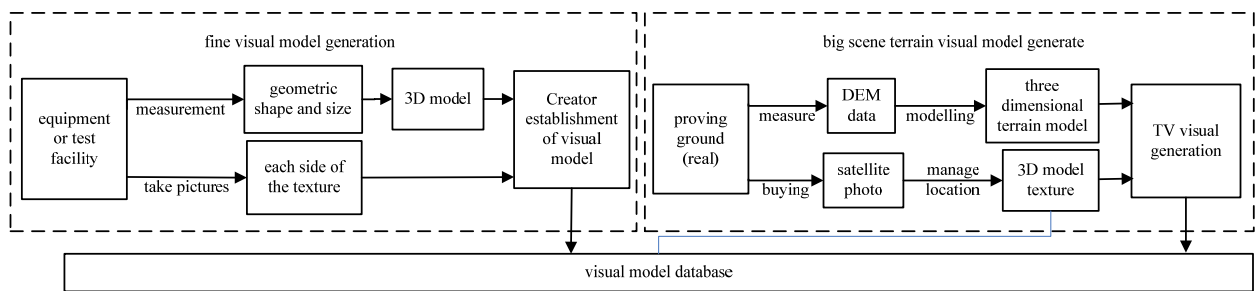 fine visual model generation
equipment
or test
facility
measurement
take pictures
geometric
shape and size
each side of
the texture
3D model
Creator
establishment
of visual
model
big scene terrain visual model generate
proving
ground
(real)
measure
buying
DEM
data
satellite
photo
modelling
manage
location
three
dimensional
terrain model
3D model
texture
TV visual
generation
visual model database